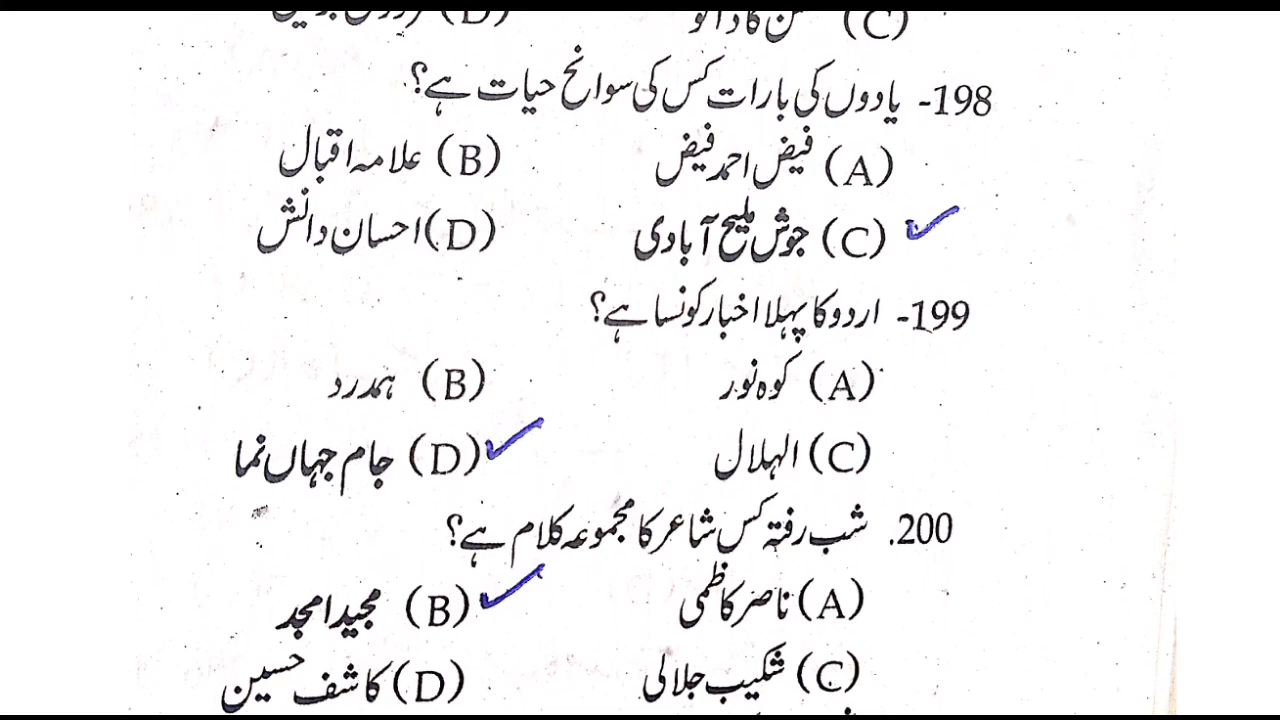 (C)
(D)
198- یادوں کی بارات کس کی سوانح حیات ہے؟
(A) فیض احمد فیض (B) علامہ اقبال
(C) جوش ملیح آبادی (D) احسان دانش
199- اردو کا پہلا اخبار کونسا ہے؟
(A) کوہ نور (B) ہمدرد
(C) الہلال (D) جام جہاں نما
200. شب رفتہ کس شاعر کا مجموعہ کلام ہے؟
(A) ناصر کاظمی (B) مجید امجد
(C) شکیب جلالی (D) کاشف حسین